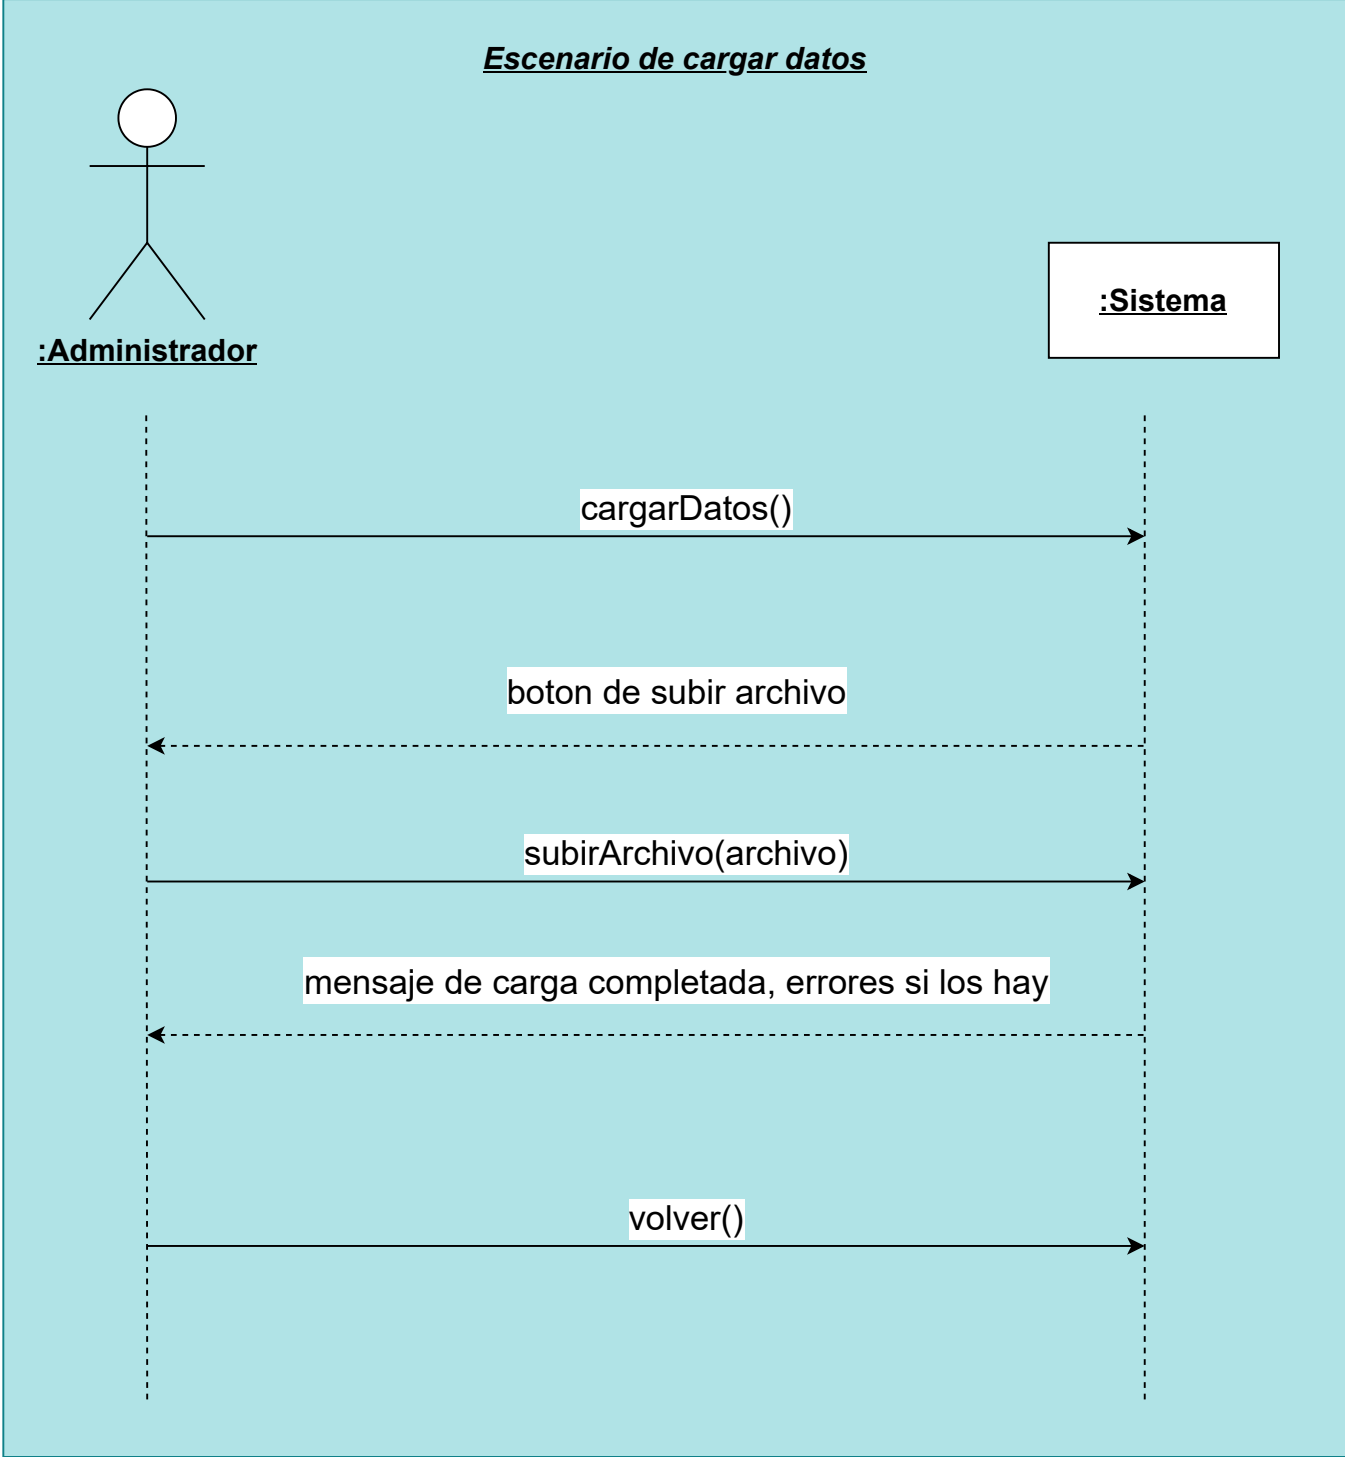 Escenario de cargar datos
:Sistema
:Administrador
cargarDatos()
boton de subir archivo
subirArchivo(archivo)
mensaje de carga completada, errores si los hay
volver()